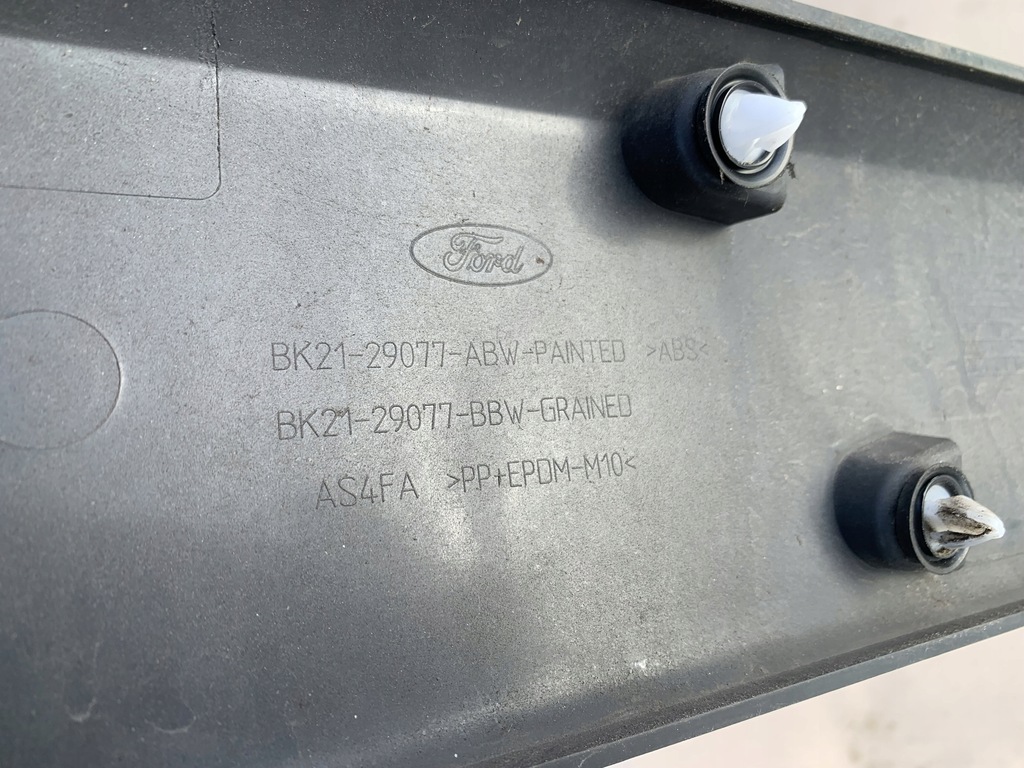 Ford
BK21-29077-ABW-PAINTED >ABS<
BK21-29077-BBW-GRAINED
AS4FA >PP+EPDM-M10<